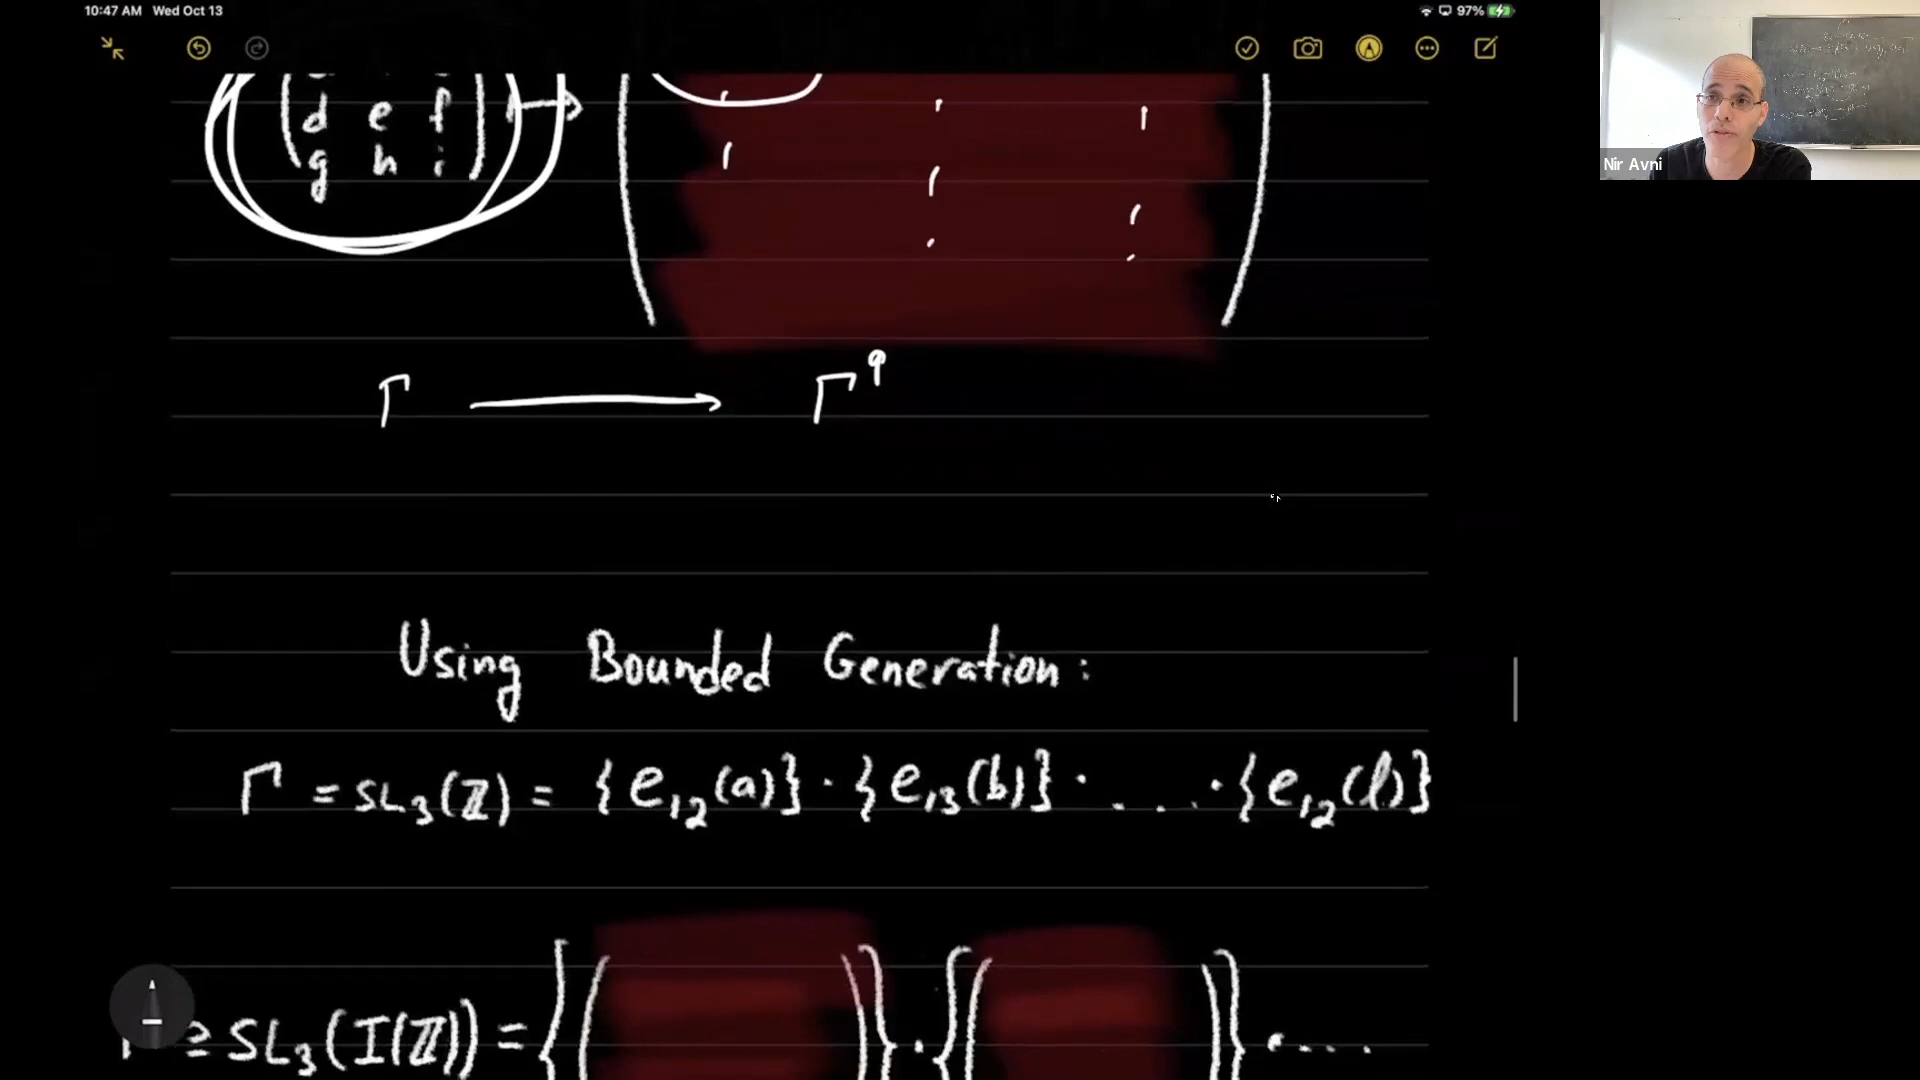 10:47 AM Wed Oct 13
97%
Nir Avni
d e f
g h i
Γ ⟶ Γ⁹
Using Bounded Generation:
Γ = SL₃(ℤ) = {e₁₂(a)} · {e₁₃(b)} · .... · {e₁₂(l)}
≅ SL₃(I(ℤ)) = {( )} · {( )} · ....